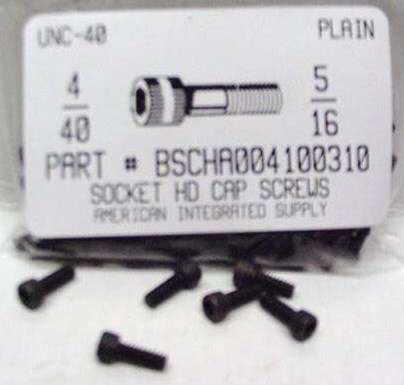 UNC-40 PLAIN
4 5
40 16
PART # BSCHA004100310
SOCKET HD CAP SCREWS
AMERICAN INTEGRATED SUPPLY